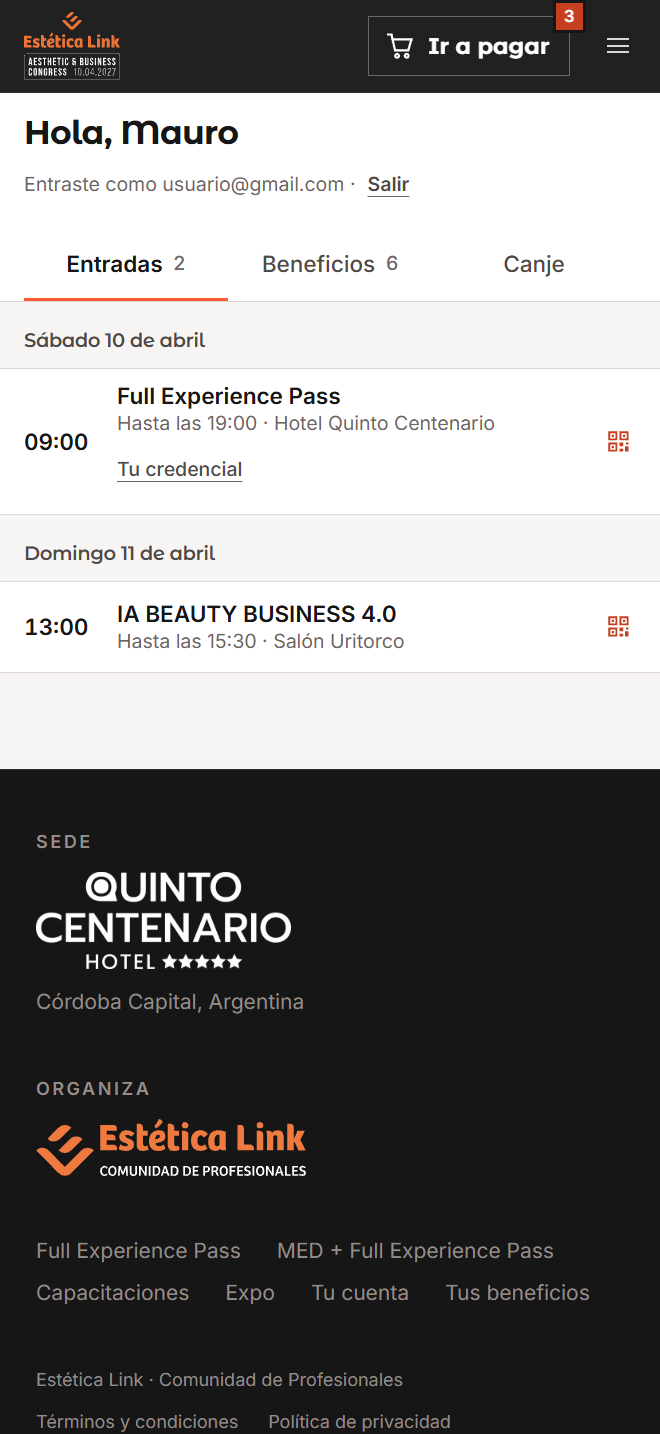 Estética Link
AESTHETIC & BUSINESS
CONGRESS 10.04.2027
Ir a pagar
3
Hola, Mauro
Entraste como usuario@gmail.com · Salir
Entradas 2
Beneficios 6
Canje
Sábado 10 de abril
09:00
Full Experience Pass
Hasta las 19:00 · Hotel Quinto Centenario
Tu credencial
Domingo 11 de abril
13:00
IA BEAUTY BUSINESS 4.0
Hasta las 15:30 · Salón Uritorco
SEDE
QUINTO
CENTENARIO
HOTEL ★★★★★
Córdoba Capital, Argentina
ORGANIZA
Estética Link
COMUNIDAD DE PROFESIONALES
Full Experience Pass MED + Full Experience Pass
Capacitaciones Expo Tu cuenta Tus beneficios
Estética Link · Comunidad de Profesionales
Términos y condiciones Política de privacidad